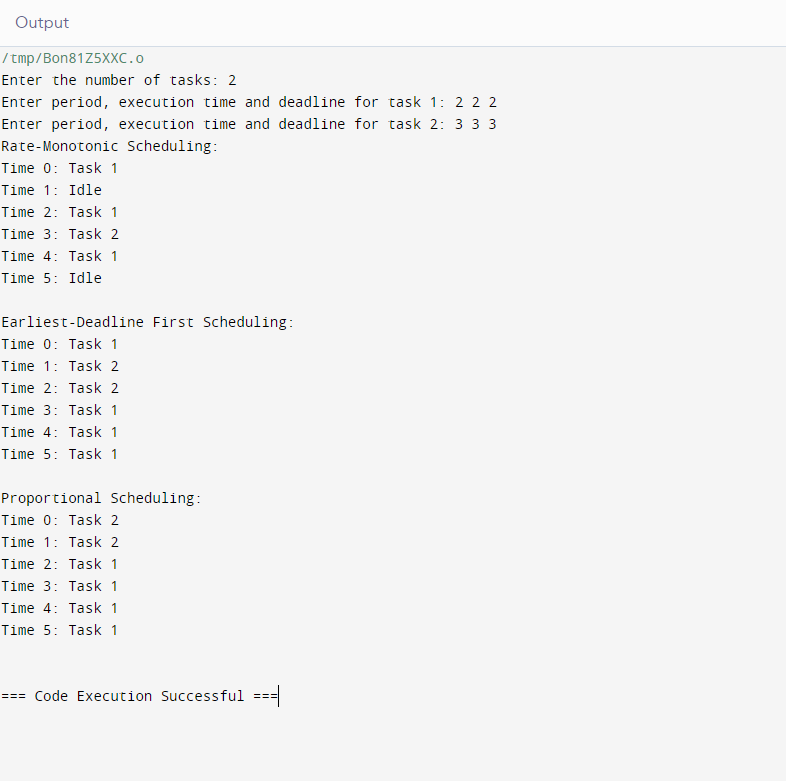 Output
/tmp/Bon81Z5XXC.o
Enter the number of tasks: 2
Enter period, execution time and deadline for task 1: 2 2 2
Enter period, execution time and deadline for task 2: 3 3 3
Rate-Monotonic Scheduling:
Time 0: Task 1
Time 1: Idle
Time 2: Task 1
Time 3: Task 2
Time 4: Task 1
Time 5: Idle
Earliest-Deadline First Scheduling:
Time 0: Task 1
Time 1: Task 2
Time 2: Task 2
Time 3: Task 1
Time 4: Task 1
Time 5: Task 1
Proportional Scheduling:
Time 0: Task 2
Time 1: Task 2
Time 2: Task 1
Time 3: Task 1
Time 4: Task 1
Time 5: Task 1
=== Code Execution Successful ===